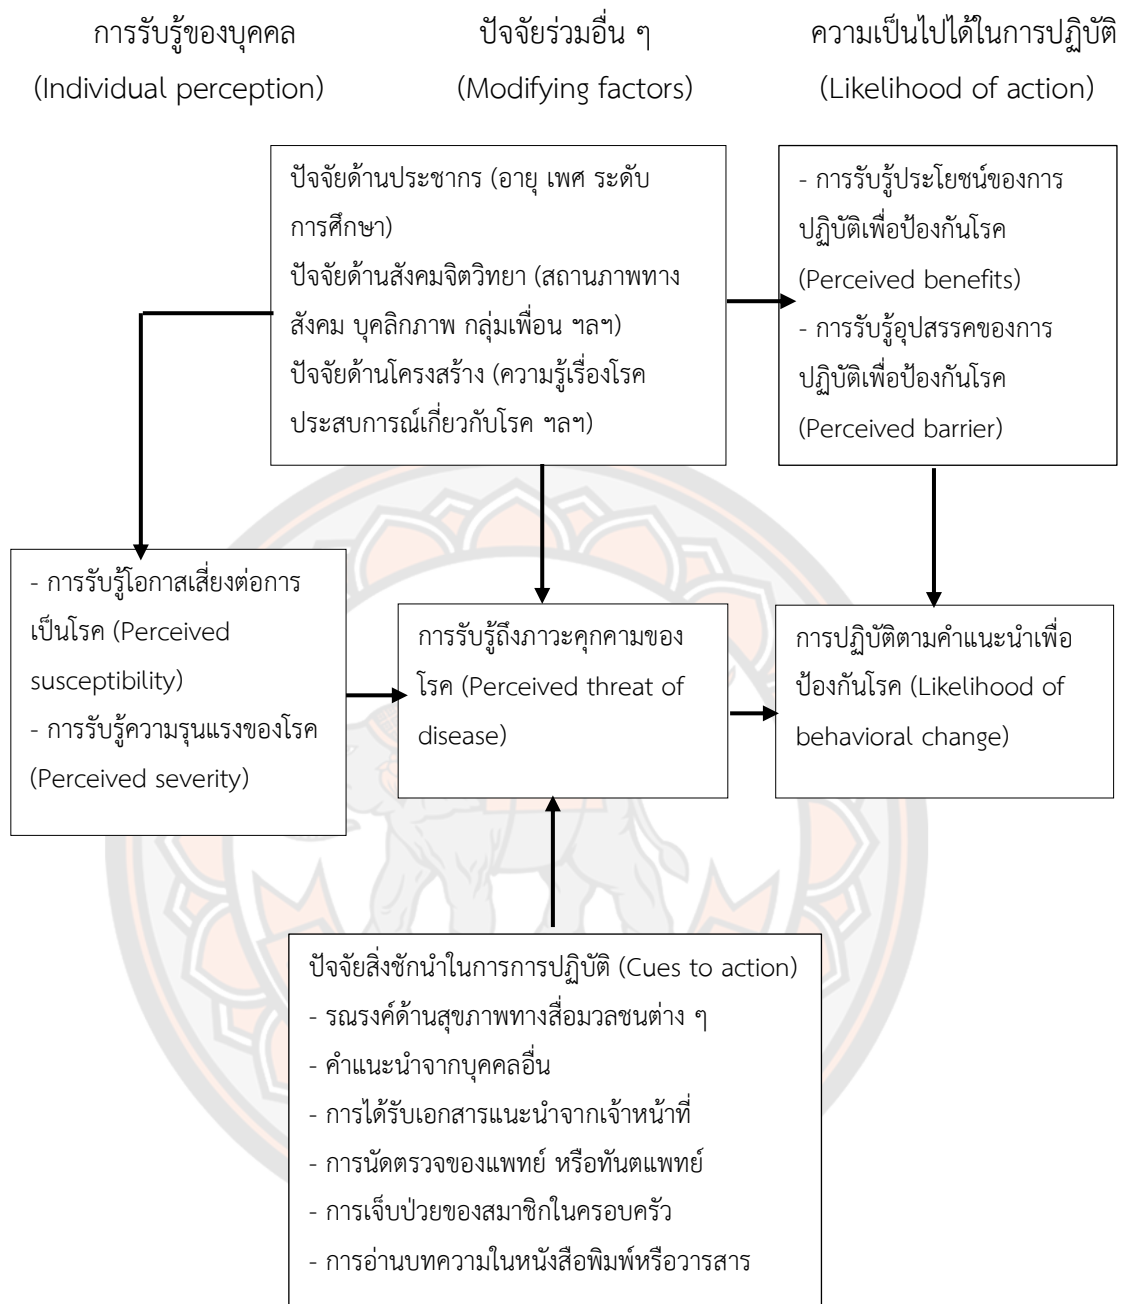 การรับรู้ของบุคคล
(Individual perception)
ปัจจัยร่วมอื่น ๆ
(Modifying factors)
ความเป็นไปได้ในการปฏิบัติ
(Likelihood of action)
ปัจจัยด้านประชากร (อายุ เพศ ระดับ
การศึกษา)
ปัจจัยด้านสังคมจิตวิทยา (สถานภาพทาง
สังคม บุคลิกภาพ กลุ่มเพื่อน ฯลฯ)
ปัจจัยด้านโครงสร้าง (ความรู้เรื่องโรค
ประสบการณ์เกี่ยวกับโรค ฯลฯ)
- การรับรู้ประโยชน์ของการ
ปฏิบัติเพื่อป้องกันโรค
(Perceived benefits)
- การรับรู้อุปสรรคของการ
ปฏิบัติเพื่อป้องกันโรค
(Perceived barrier)
- การรับรู้โอกาสเสี่ยงต่อการ
เป็นโรค (Perceived
susceptibility)
- การรับรู้ความรุนแรงของโรค
(Perceived severity)
การรับรู้ถึงภาวะคุกคามของ
โรค (Perceived threat of
disease)
การปฏิบัติตามคำแนะนำเพื่อ
ป้องกันโรค (Likelihood of
behavioral change)
ปัจจัยสิ่งชักนำในการการปฏิบัติ (Cues to action)
- รณรงค์ด้านสุขภาพทางสื่อมวลชนต่าง ๆ
- คำแนะนำจากบุคคลอื่น
- การได้รับเอกสารแนะนำจากเจ้าหน้าที่
- การนัดตรวจของแพทย์ หรือทันตแพทย์
- การเจ็บป่วยของสมาชิกในครอบครัว
- การอ่านบทความในหนังสือพิมพ์หรือวารสาร